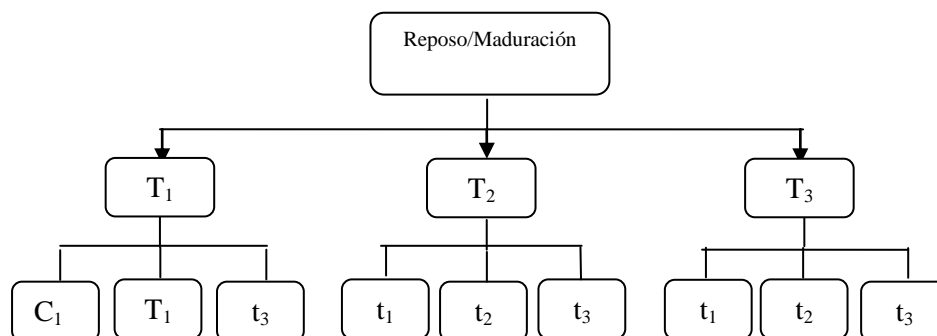 Reposo/Maduración
T₁ T₂ T₃
C₁ T₁ t₃ t₁ t₂ t₃ t₁ t₂ t₃